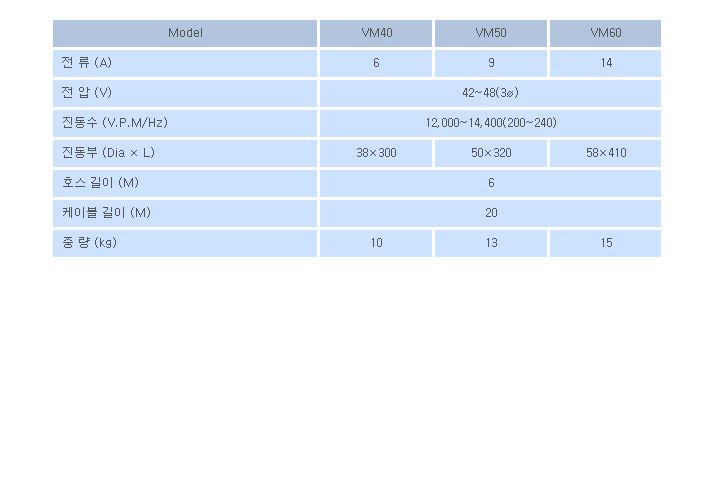 Model VM40 VM50 VM60
전 류 (A) 6 9 14
전 압 (V) 42~48(3⌀)
진동수 (V.P.M/Hz) 12,000~14,400(200~240)
진동부 (Dia × L) 38×300 50×320 58×410
호스 길이 (M) 6
케이블 길이 (M) 20
중 량 (kg) 10 13 15